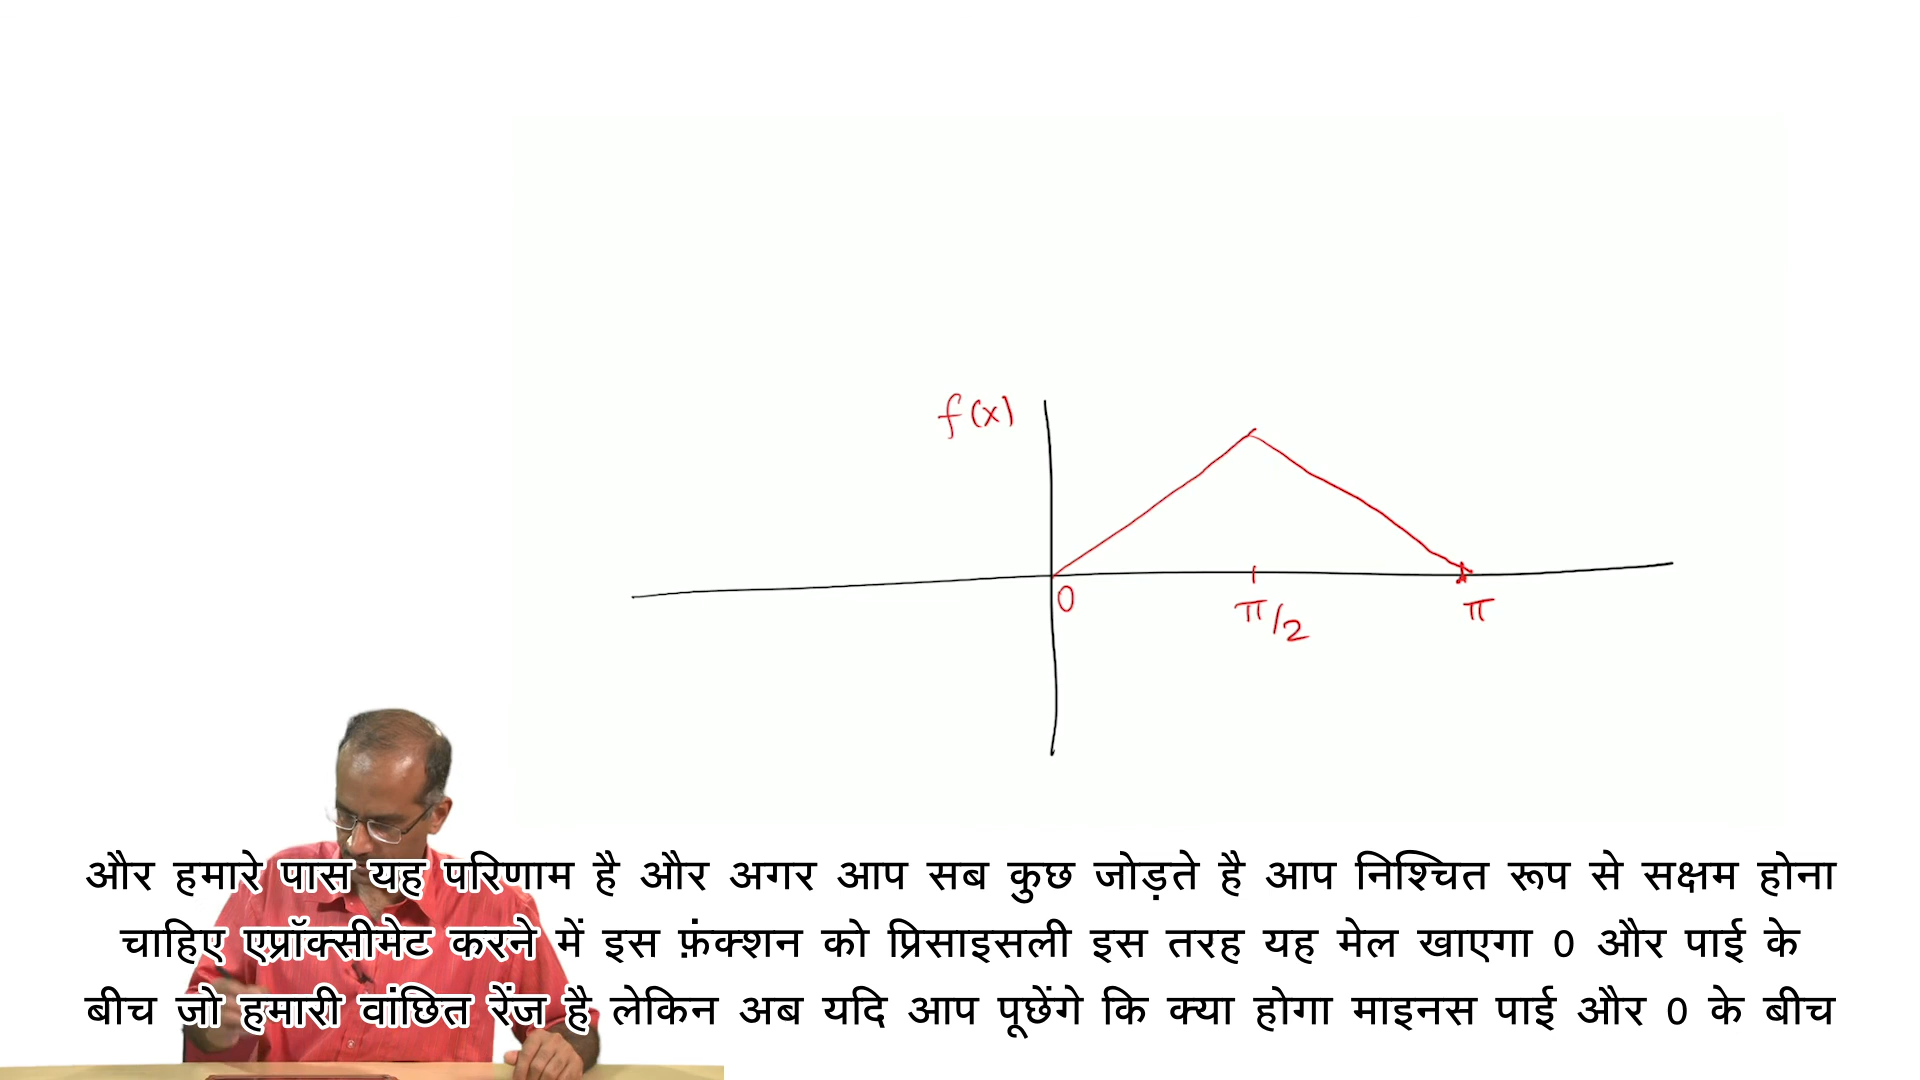 f(x)
0
π/2
π
और हमारे पास यह परिणाम है और अगर आप सब कुछ जोड़ते है आप निश्चित रूप से सक्षम होना
चाहिए एप्रॉक्सीमेट करने में इस फ़ंक्शन को प्रिसाइसली इस तरह यह मेल खाएगा 0 और पाई के
बीच जो हमारी वांछित रेंज है लेकिन अब यदि आप पूछेंगे कि क्या होगा माइनस पाई और 0 के बीच